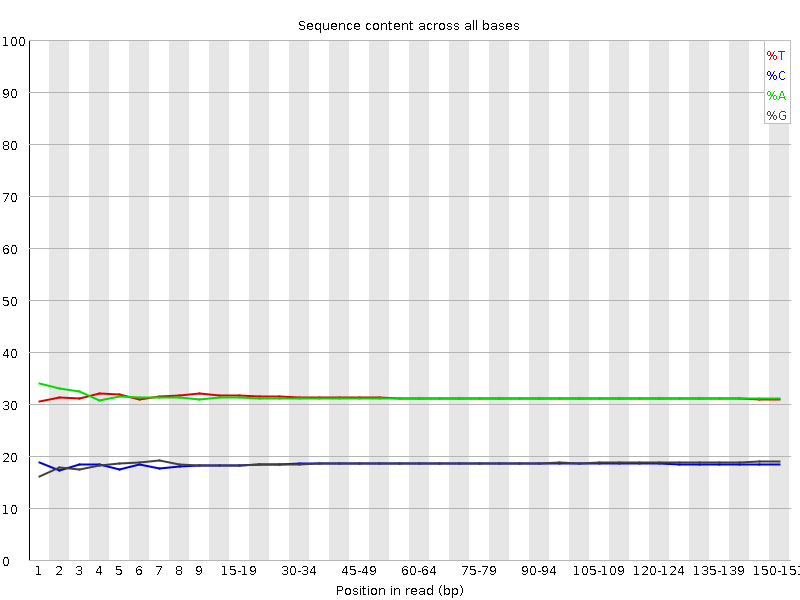 Sequence content across all bases
100
90
80
70
60
50
40
30
20
10
0
%T
%C
%A
%G
1 2 3 4 5 6 7 8 9 15-19 30-34 45-49 60-64 75-79 90-94 105-109 120-124 135-139 150-151
Position in read (bp)